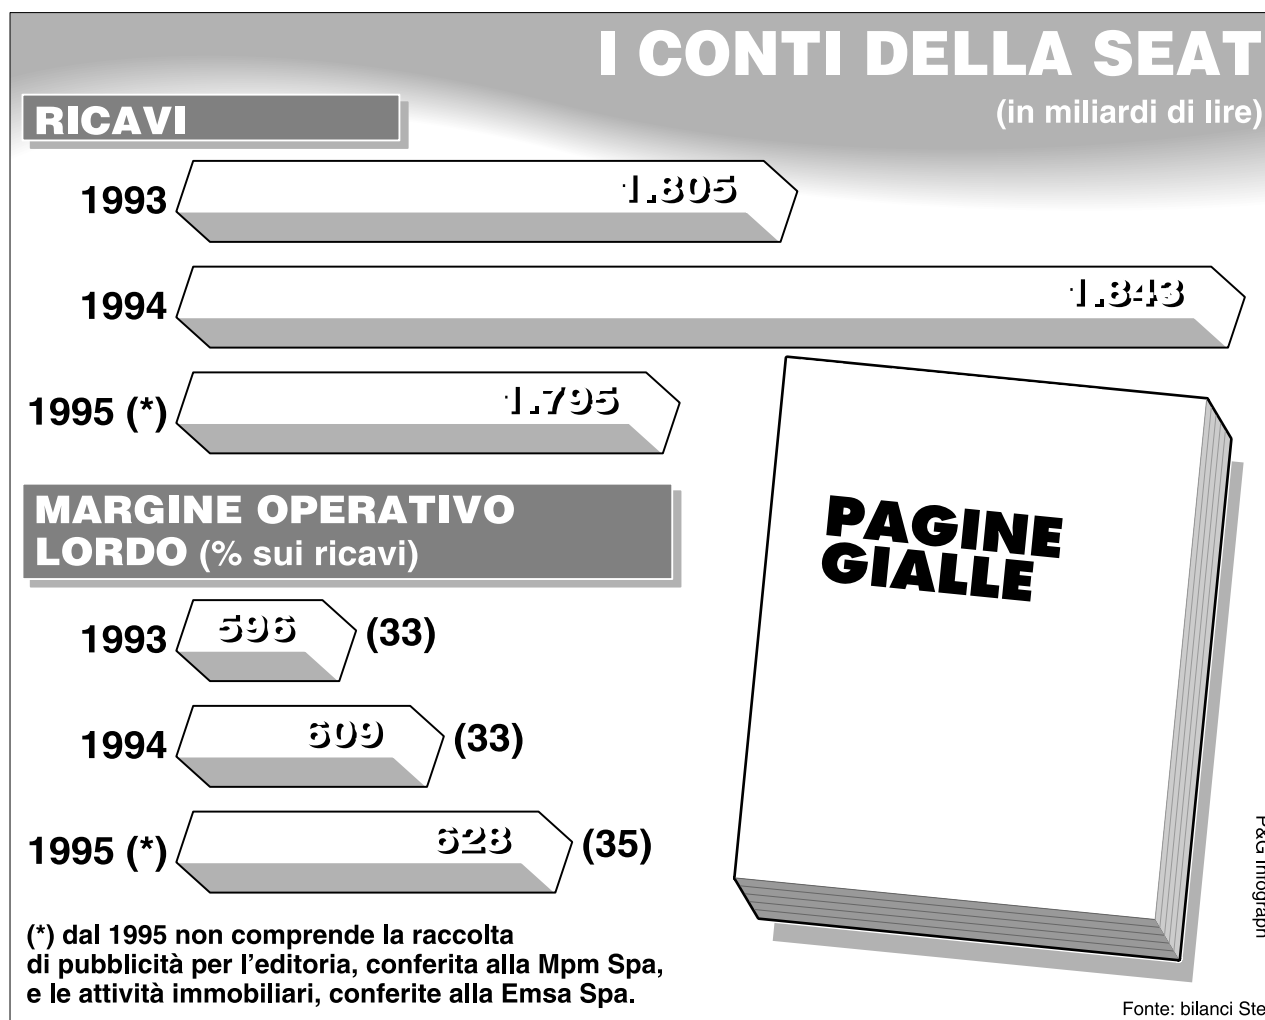 I CONTI DELLA SEAT
(in miliardi di lire)
RICAVI
1993 1.805
1994 1.843
1995 (*) 1.795
MARGINE OPERATIVO
LORDO (% sui ricavi)
1993 596 (33)
1994 609 (33)
1995 (*) 628 (35)
PAGINE
GIALLE
(*) dal 1995 non comprende la raccolta
di pubblicità per l'editoria, conferita alla Mpm Spa,
e le attività immobiliari, conferite alla Emsa Spa.
P&G Infograph
Fonte: bilanci Ste